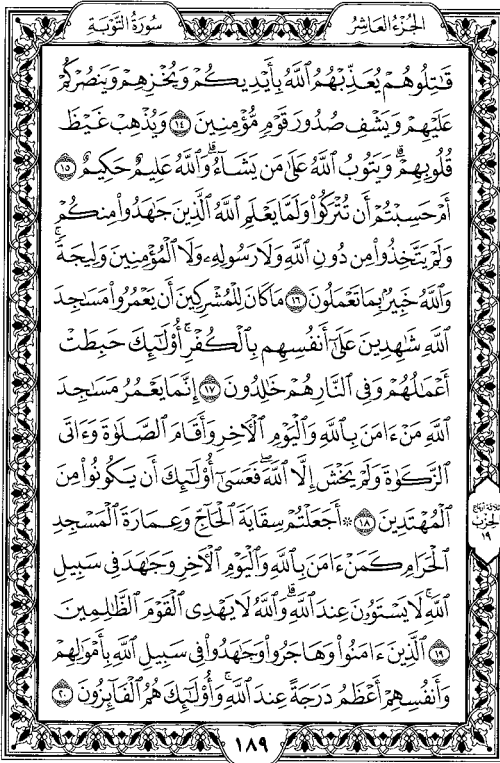 الجزء العاشر
سورة التوبة
قَٰتِلُوهُمْ يُعَذِّبْهُمُ ٱللَّهُ بِأَيْدِيكُمْ وَيُخْزِهِمْ وَيَنصُرْكُمْ
عَلَيْهِمْ وَيَشْفِ صُدُورَ قَوْمٍ مُّؤْمِنِينَ ١٤ وَيُذْهِبْ غَيْظَ
قُلُوبِهِمْ ۗ وَيَتُوبُ ٱللَّهُ عَلَىٰ مَن يَشَآءُ ۗ وَٱللَّهُ عَلِيمٌ حَكِيمٌ ١٥
أَمْ حَسِبْتُمْ أَن تُتْرَكُوا۟ وَلَمَّا يَعْلَمِ ٱللَّهُ ٱلَّذِينَ جَٰهَدُوا۟ مِنكُمْ
وَلَمْ يَتَّخِذُوا۟ مِن دُونِ ٱللَّهِ وَلَا رَسُولِهِۦ وَلَا ٱلْمُؤْمِنِينَ وَلِيجَةً ۚ
وَٱللَّهُ خَبِيرٌۢ بِمَا تَعْمَلُونَ ١٦ مَا كَانَ لِلْمُشْرِكِينَ أَن يَعْمُرُوا۟ مَسَٰجِدَ
ٱللَّهِ شَٰهِدِينَ عَلَىٰٓ أَنفُسِهِم بِٱلْكُفْرِ ۚ أُو۟لَٰٓئِكَ حَبِطَتْ
أَعْمَٰلُهُمْ وَفِى ٱلنَّارِ هُمْ خَٰلِدُونَ ١٧ إِنَّمَا يَعْمُرُ مَسَٰجِدَ
ٱللَّهِ مَنْ ءَامَنَ بِٱللَّهِ وَٱلْيَوْمِ ٱلْءَاخِرِ وَأَقَامَ ٱلصَّلَوٰةَ وَءَاتَى
ٱلزَّكَوٰةَ وَلَمْ يَخْشَ إِلَّا ٱللَّهَ ۖ فَعَسَىٰٓ أُو۟لَٰٓئِكَ أَن يَكُونُوا۟ مِنَ
ٱلْمُهْتَدِينَ ١٨ ۞ أَجَعَلْتُمْ سِقَايَةَ ٱلْحَآجِّ وَعِمَارَةَ ٱلْمَسْجِدِ
ٱلْحَرَامِ كَمَنْ ءَامَنَ بِٱللَّهِ وَٱلْيَوْمِ ٱلْءَاخِرِ وَجَٰهَدَ فِى سَبِيلِ
ٱللَّهِ ۚ لَا يَسْتَوُۥنَ عِندَ ٱللَّهِ ۗ وَٱللَّهُ لَا يَهْدِى ٱلْقَوْمَ ٱلظَّٰلِمِينَ
١٩ ٱلَّذِينَ ءَامَنُوا۟ وَهَاجَرُوا۟ وَجَٰهَدُوا۟ فِى سَبِيلِ ٱللَّهِ بِأَمْوَٰلِهِمْ
وَأَنفُسِهِمْ أَعْظَمُ دَرَجَةً عِندَ ٱللَّهِ ۚ وَأُو۟لَٰٓئِكَ هُمُ ٱلْفَآئِزُونَ ٢٠
الحزب
١٩
١٨٩